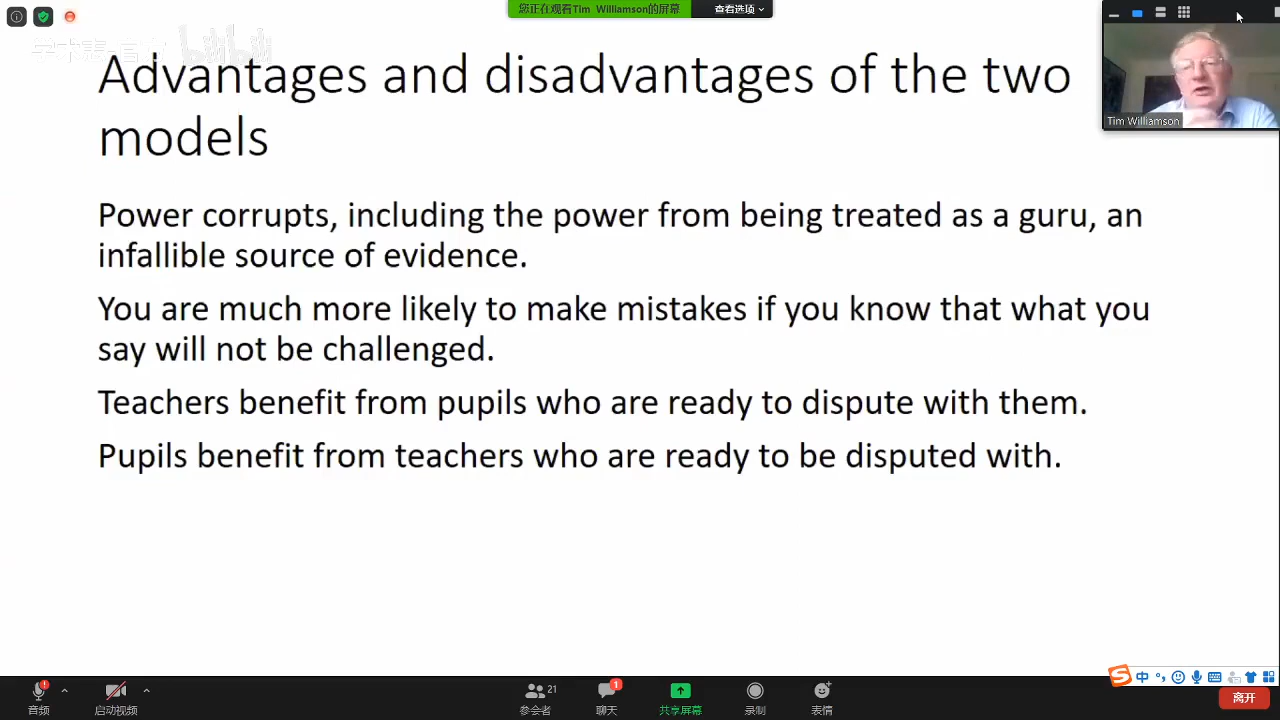 您正在观看Tim Williamson的屏幕
查看选项
Advantages and disadvantages of the two
models
Tim Williamson
Power corrupts, including the power from being treated as a guru, an
infallible source of evidence.
You are much more likely to make mistakes if you know that what you
say will not be challenged.
Teachers benefit from pupils who are ready to dispute with them.
Pupils benefit from teachers who are ready to be disputed with.
中
音频
启动视频
21
参会者
1
聊天
共享屏幕
录制
表情
离开